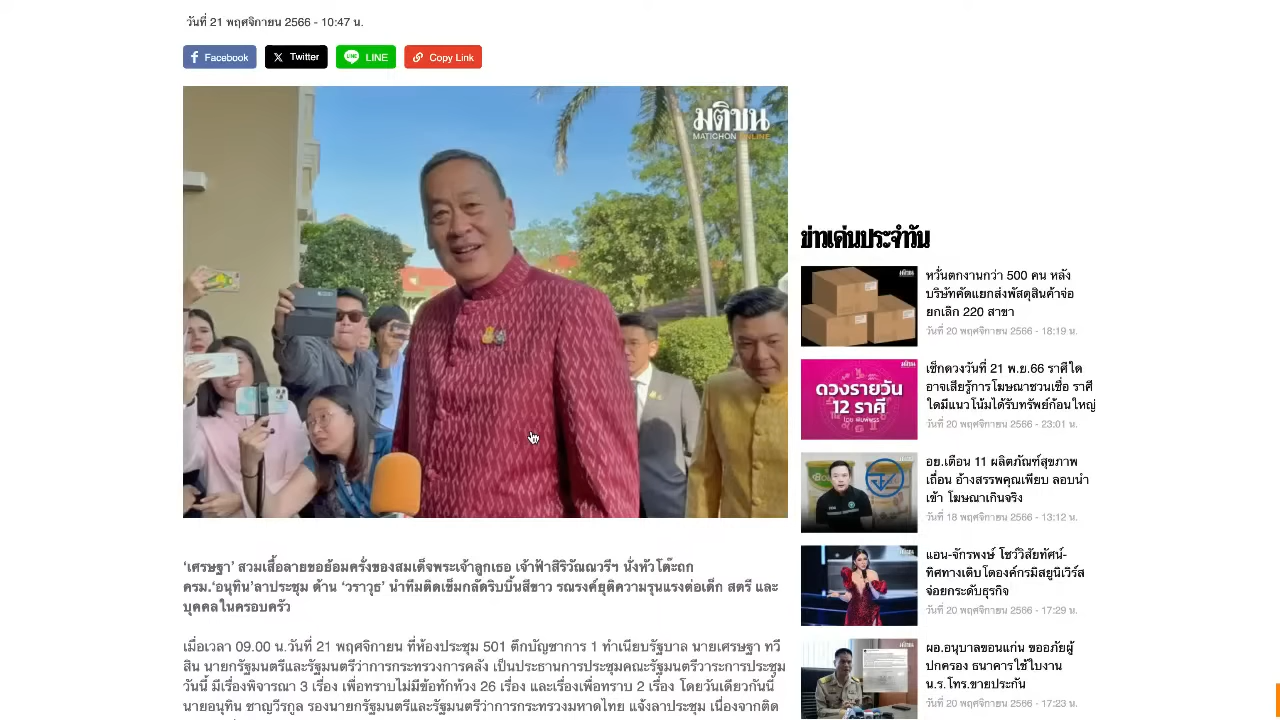 วันที่ 21 พฤศจิกายน 2566 - 10:47 น.
Facebook
Twitter
LINE
Copy Link
มติชน
MATICHON ONLINE
‘เศรษฐา’ สวมเสื้อลายขอย้อมครั่งของสมเด็จพระเจ้าลูกเธอ เจ้าฟ้าสิริวัณณวรีฯ นั่งหัวโต๊ะถก
ครม.‘อนุทิน’ลาประชุม ด้าน ‘วราวุธ’ นำทีมติดเข็มกลัดริบบิ้นสีขาว รณรงค์ยุติความรุนแรงต่อเด็ก สตรี และ
บุคคลในครอบครัว
เมื่อเวลา 09.00 น.วันที่ 21 พฤศจิกายน ที่ห้องประชุม 501 ตึกบัญชาการ 1 ทำเนียบรัฐบาล นายเศรษฐา ทวี
สิน นายกรัฐมนตรีและรัฐมนตรีว่าการกระทรวงการคลัง เป็นประธานการประชุมคณะรัฐมนตรีวาระการประชุม
วันนี้ มีเรื่องพิจารณา 3 เรื่อง เพื่อทราบไม่มีข้อทักท้วง 26 เรื่อง และเรื่องเพื่อทราบ 2 เรื่อง โดยวันเดียวกันนี้
นายอนุทิน ชาญวีรกูล รองนายกรัฐมนตรีและรัฐมนตรีว่าการกระทรวงมหาดไทย แจ้งลาประชุม เนื่องจากติด
ข่าวเด่นประจำวัน
หวั่นตกงานกว่า 500 คน หลัง
บริษัทคัดแยกส่งพัสดุสินค้าจ่อ
ยกเลิก 220 สาขา
วันที่ 20 พฤศจิกายน 2566 - 18:19 น.
ดวงรายวัน
12 ราศี
เช็กดวงวันที่ 21 พ.ย.66 ราศีใด
อาจเสียรู้การโฆษณาชวนเชื่อ ราศี
ใดมีแนวโน้มได้รับทรัพย์ก้อนใหญ่
วันที่ 20 พฤศจิกายน 2566 - 23:01 น.
อย.เตือน 11 ผลิตภัณฑ์สุขภาพ
เถื่อน อ้างสรรพคุณเพียบ ลอบนำ
เข้า โฆษณาเกินจริง
วันที่ 18 พฤศจิกายน 2566 - 13:12 น.
แอน-จักรพงษ์ โชว์วิสัยทัศน์-
ทิศทางเติบโตองค์กรมิสยูนิเวิร์ส
จ่อยกระดับธุรกิจ
วันที่ 20 พฤศจิกายน 2566 - 17:29 น.
ผอ.อนุบาลขอนแก่น ขออภัยผู้
ปกครอง ธนาคารใช้ใบงาน
น.ร.โทร.ขายประกัน
วันที่ 20 พฤศจิกายน 2566 - 17:23 น.